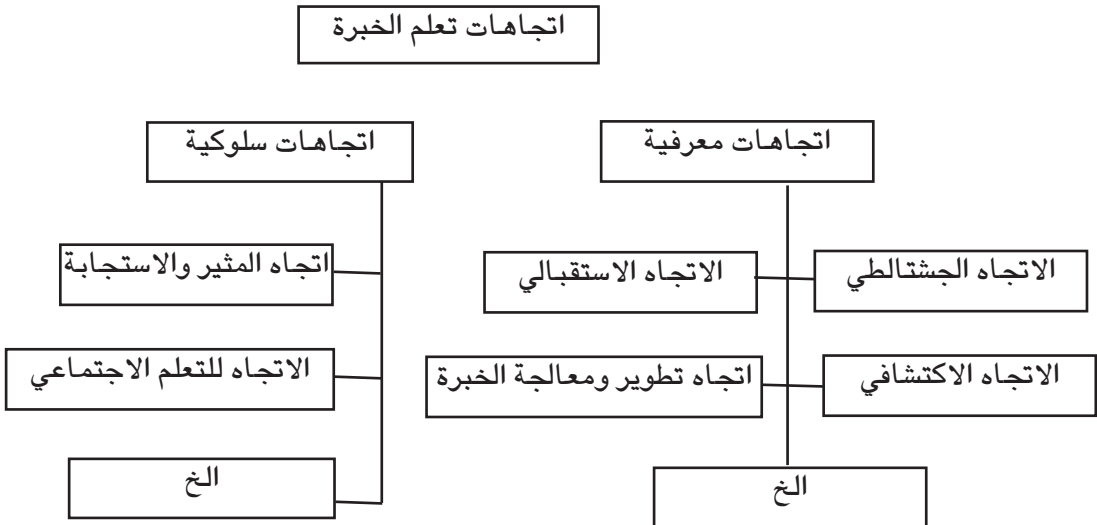 اتجاهات تعلم الخبرة
اتجاهات معرفية
اتجاهات سلوكية
الاتجاه الجشتالطي
الاتجاه الاستقبالي
اتجاه المثير والاستجابة
الاتجاه الاكتشافي
اتجاه تطوير ومعالجة الخبرة
الاتجاه للتعلم الاجتماعي
الخ
الخ